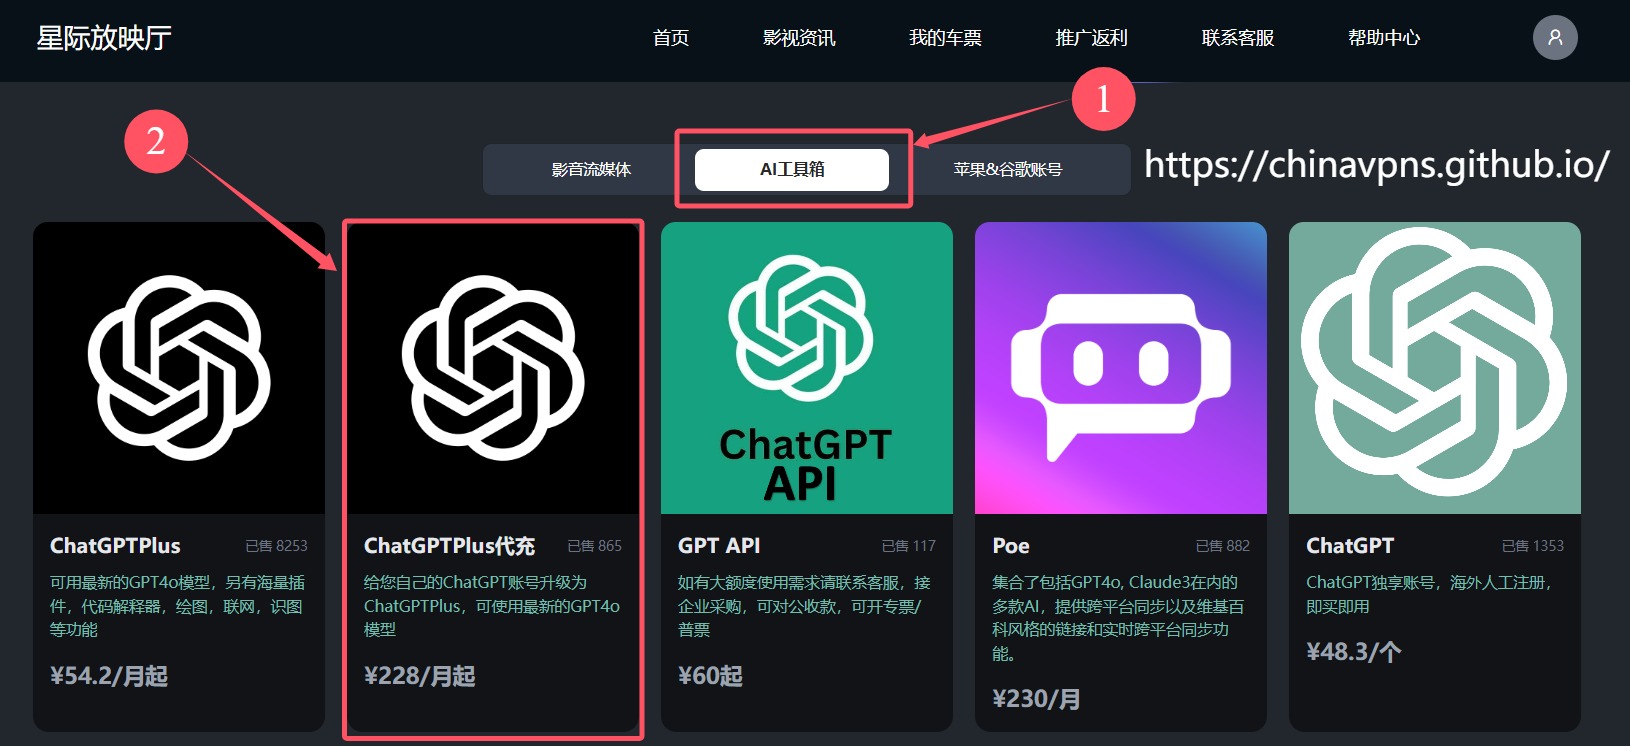 星际放映厅
首页
影视资讯
我的车票
推广返利
联系客服
帮助中心
1
2
影音流媒体
AI工具箱
苹果&谷歌账号
https://chinavpns.github.io/
ChatGPT
API
ChatGPTPlus
已售 8253
可用最新的GPT4o模型，另有海量插
件，代码解释器，绘图，联网，识图
等功能
¥54.2/月起
ChatGPTPlus代充
已售 865
给您自己的ChatGPT账号升级为
ChatGPTPlus，可使用最新的GPT4o
模型
¥228/月起
GPT API
已售 117
如有大额度使用需求请联系客服，接
企业采购，可对公收款，可开专票/
普票
¥60起
Poe
已售 882
集合了包括GPT4o, Claude3在内的
多款AI，提供跨平台同步以及维基百
科风格的链接和实时跨平台同步功
能。
¥230/月
ChatGPT
已售 1353
ChatGPT独享账号，海外人工注册，
即买即用
¥48.3/个